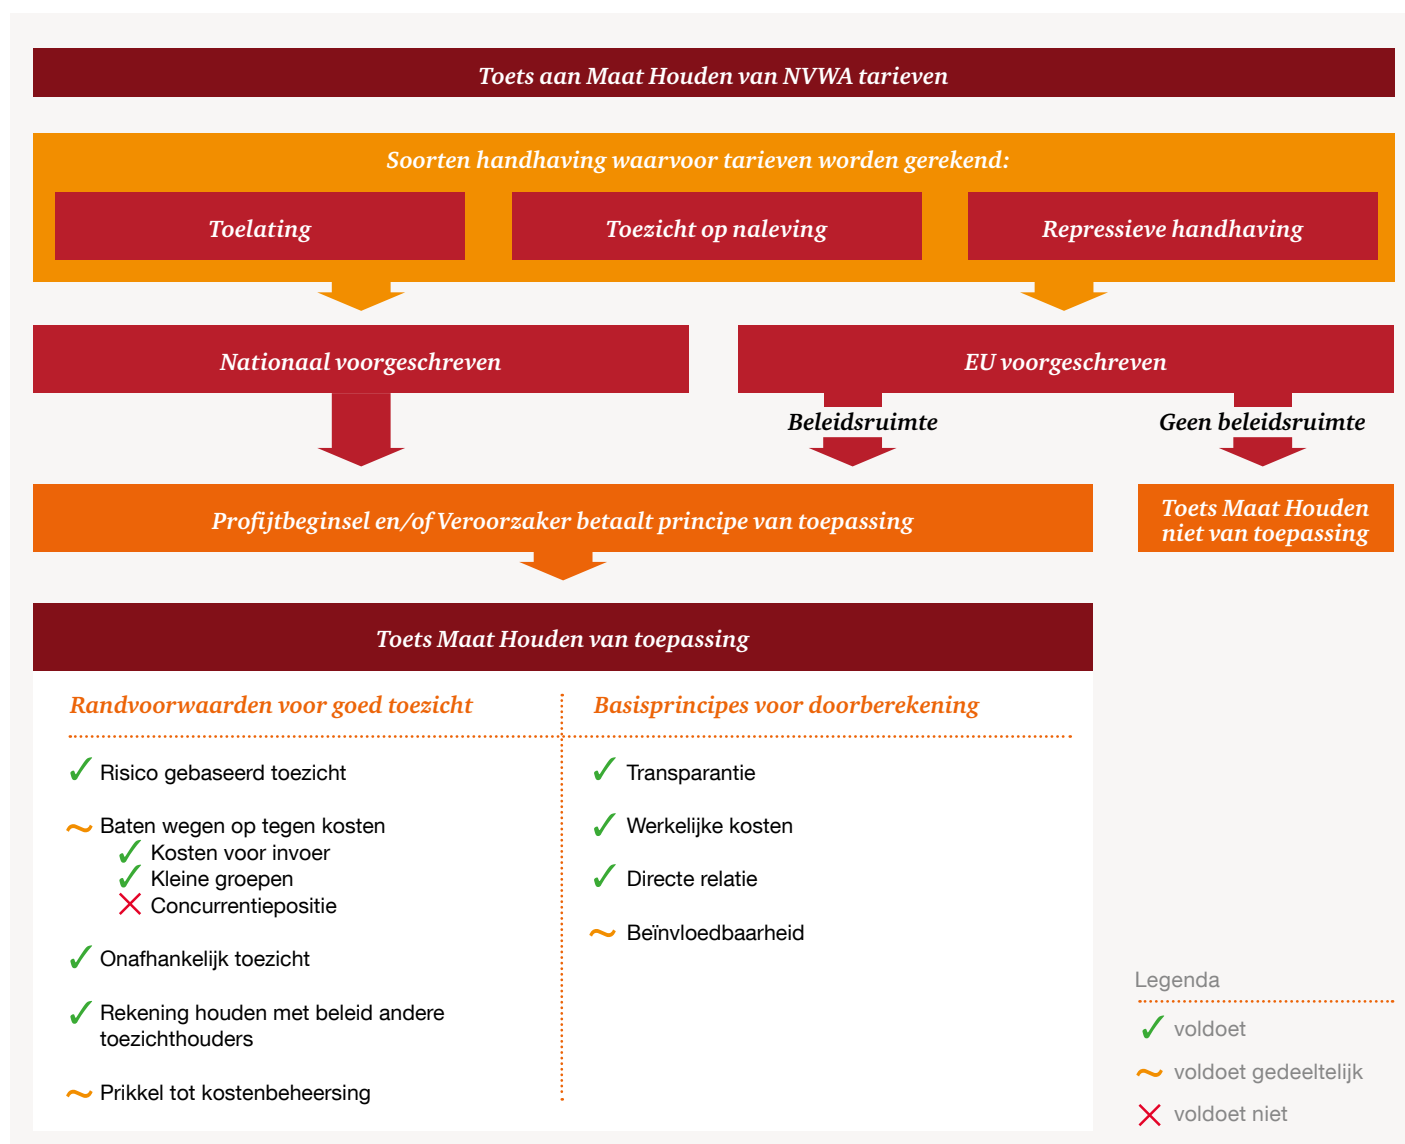 Toets aan Maat Houden van NVWA tarieven
Soorten handhaving waarvoor tarieven worden gerekend:
Toelating
Toezicht op naleving
Repressieve handhaving
Nationaal voorgeschreven
EU voorgeschreven
Beleidsruimte
Geen beleidsruimte
Profijtbeginsel en/of Veroorzaker betaalt principe van toepassing
Toets Maat Houden
niet van toepassing
Toets Maat Houden van toepassing
Randvoorwaarden voor goed toezicht
✓ Risico gebaseerd toezicht
~ Baten wegen op tegen kosten
✓ Kosten voor invoer
✓ Kleine groepen
✗ Concurrentiepositie
✓ Onafhankelijk toezicht
✓ Rekening houden met beleid andere
toezichthouders
~ Prikkel tot kostenbeheersing
Basisprincipes voor doorberekening
✓ Transparantie
✓ Werkelijke kosten
✓ Directe relatie
~ Beïnvloedbaarheid
Legenda
✓ voldoet
~ voldoet gedeeltelijk
✗ voldoet niet